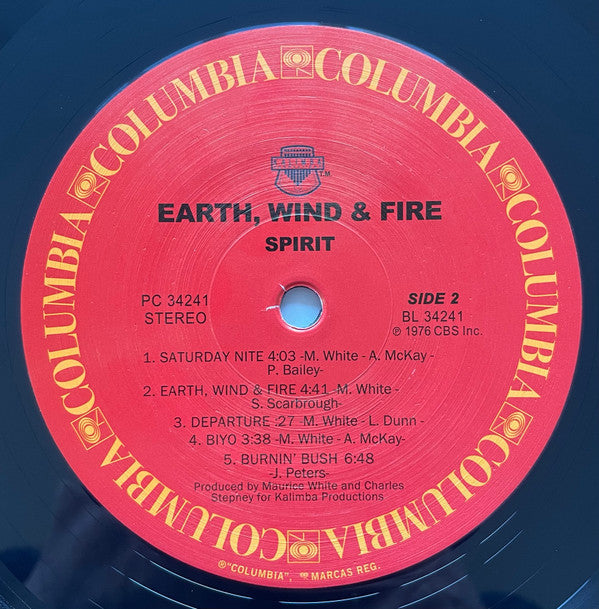 COLUMBIA COLUMBIA COLUMBIA COLUMBIA COLUMBIA COLUMBIA
KALIMBA
TM
EARTH, WIND & FIRE
SPIRIT
PC 34241
STEREO
SIDE 2
BL 34241
℗ 1976 CBS Inc.
1. SATURDAY NITE 4:03 -M. White - A. McKay -
P. Bailey-
2. EARTH, WIND & FIRE 4:41 -M. White -
S. Scarbrough-
3. DEPARTURE :27 -M. White - L. Dunn -
4. BIYO 3:38 -M. White - A. McKay-
5. BURNIN' BUSH 6:48
-J. Peters-
Produced by Maurice White and Charles
Stepney for Kalimba Productions
®"COLUMBIA", MARCAS REG.